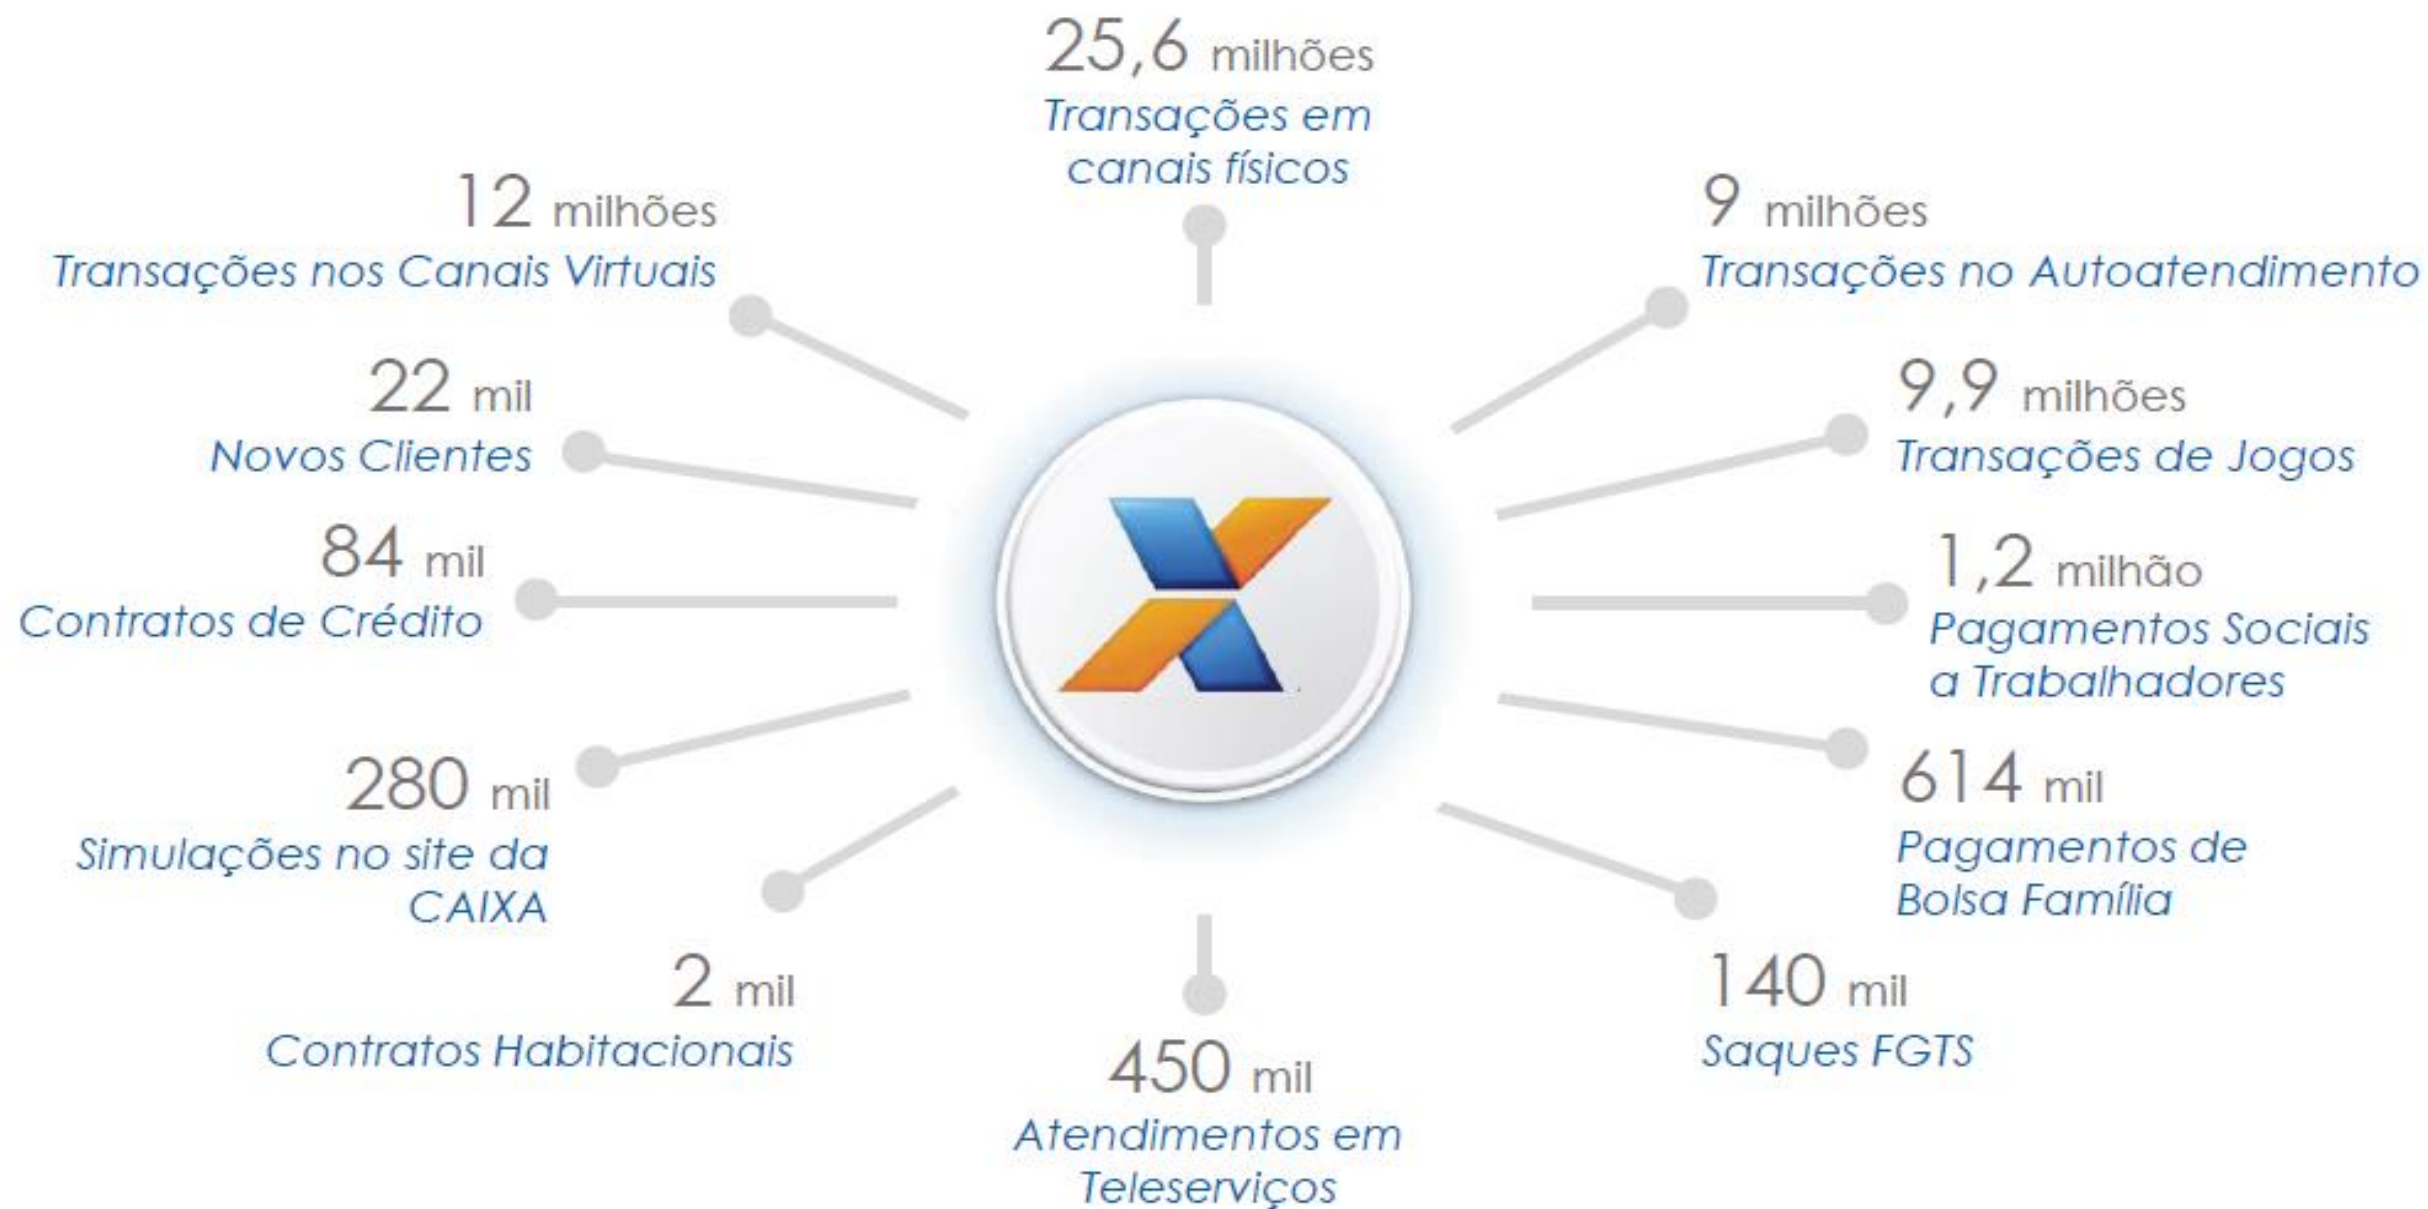 25,6 milhões
Transações em
canais físicos
12 milhões
Transações nos Canais Virtuais
9 milhões
Transações no Autoatendimento
22 mil
Novos Clientes
9,9 milhões
Transações de Jogos
84 mil
Contratos de Crédito
1,2 milhão
Pagamentos Sociais
a Trabalhadores
280 mil
Simulações no site da
CAIXA
614 mil
Pagamentos de
Bolsa Família
2 mil
Contratos Habitacionais
140 mil
Saques FGTS
450 mil
Atendimentos em
Teleserviços